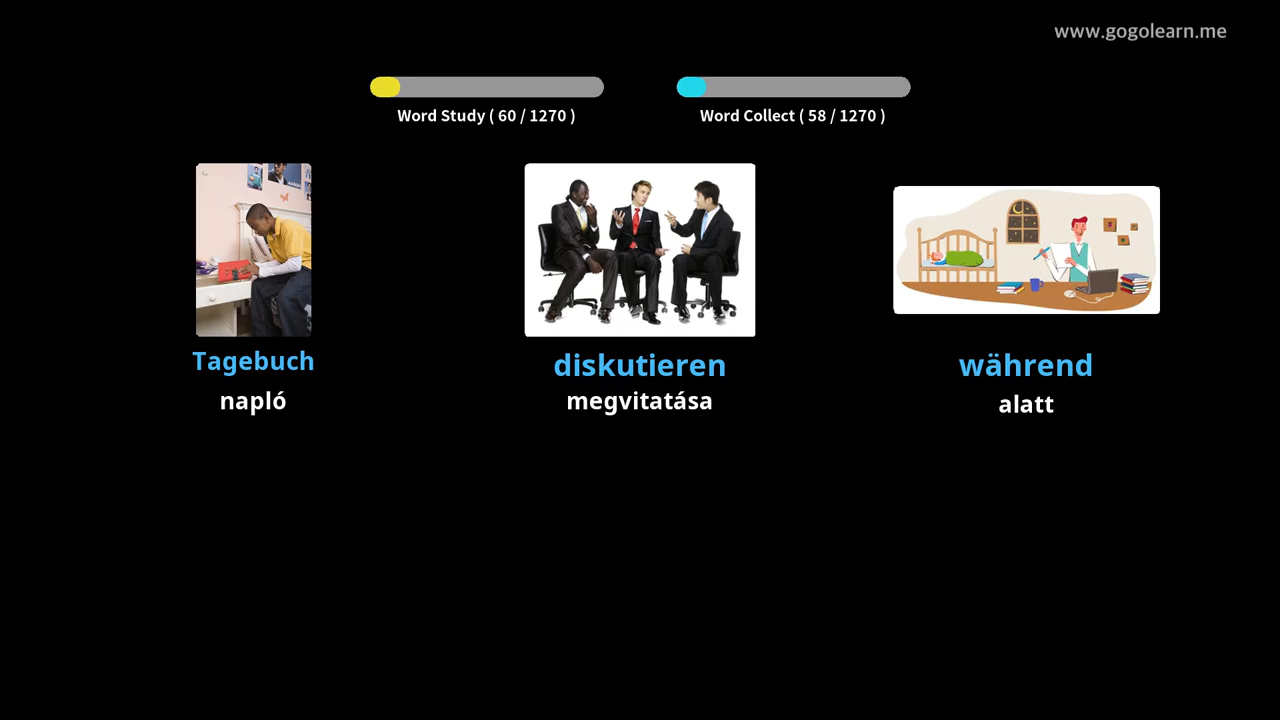 www.gogolearn.me
Word Study ( 60 / 1270 )
Word Collect ( 58 / 1270 )
Tagebuch
diskutieren
während
napló
megvitatása
alatt